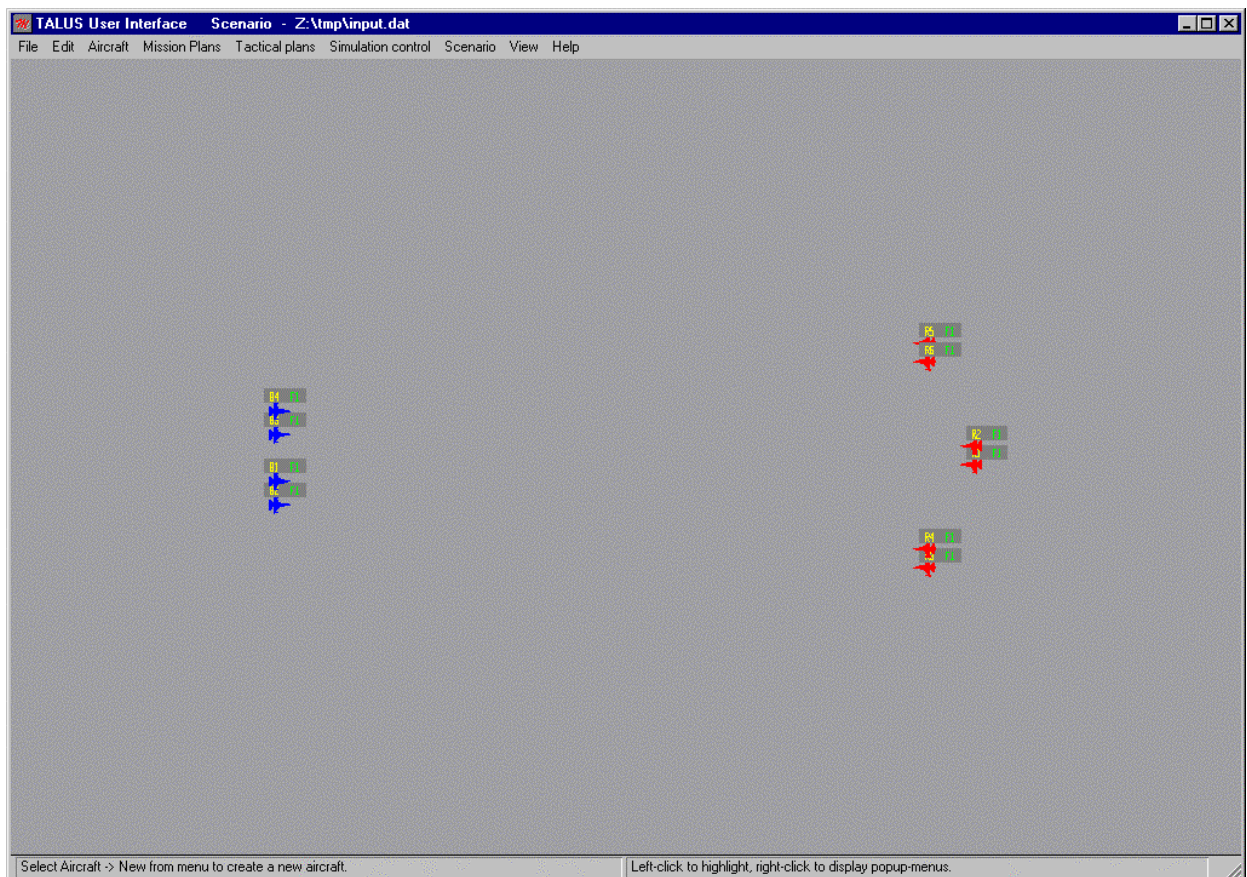 TALUS User Interface Scenario - Z:\tmp\input.dat
File Edit Aircraft Mission Plans Tactical plans Simulation control Scenario View Help
R5
R6
B4
R2
B1
R4
Select Aircraft -> New from menu to create a new aircraft.
Left-click to highlight, right-click to display popup-menus.